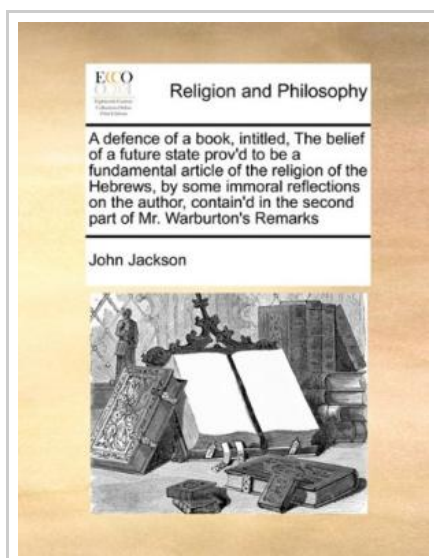 ECCO
Religion and Philosophy
A defence of a book, intitled, The belief
of a future state prov'd to be a
fundamental article of the religion of the
Hebrews, by some immoral reflections
on the author, contain'd in the second
part of Mr. Warburton's Remarks
John Jackson